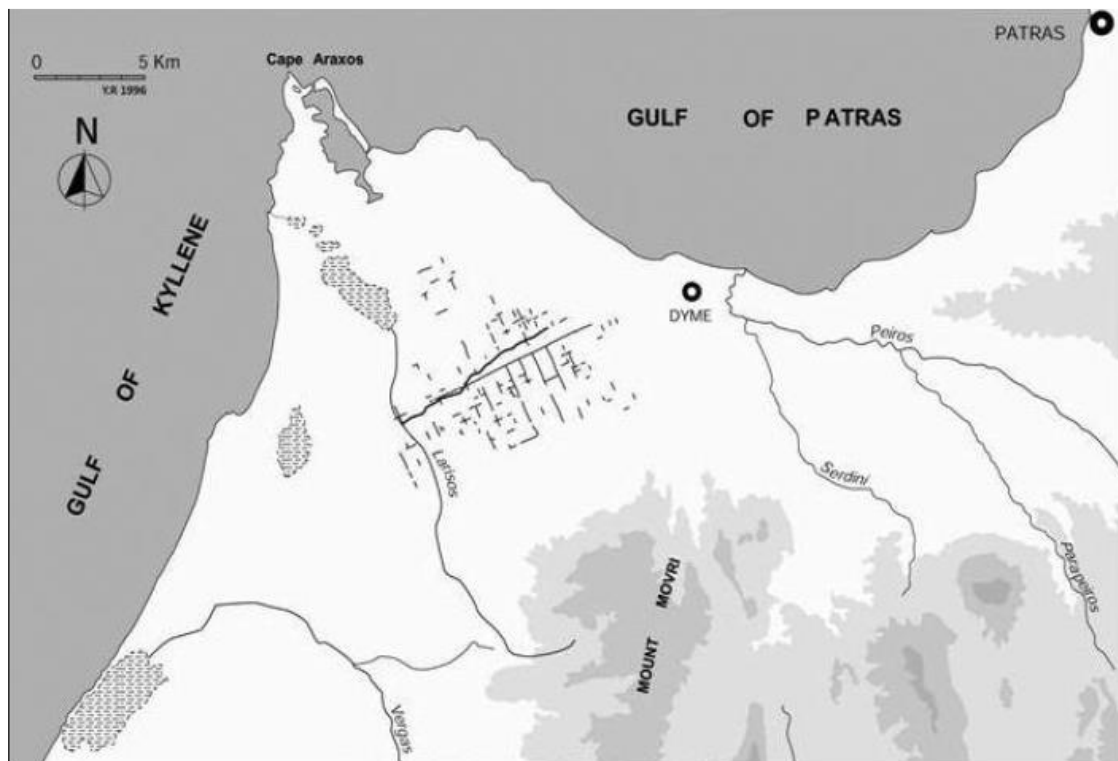 PATRAS
0 5 Km
Y.R 1996
Cape Araxos
N
GULF OF PATRAS
GULF OF KYLLENE
DYME
Peiros
Larisos
Serdini
Parapeiros
MOUNT MOVRI
Vergas